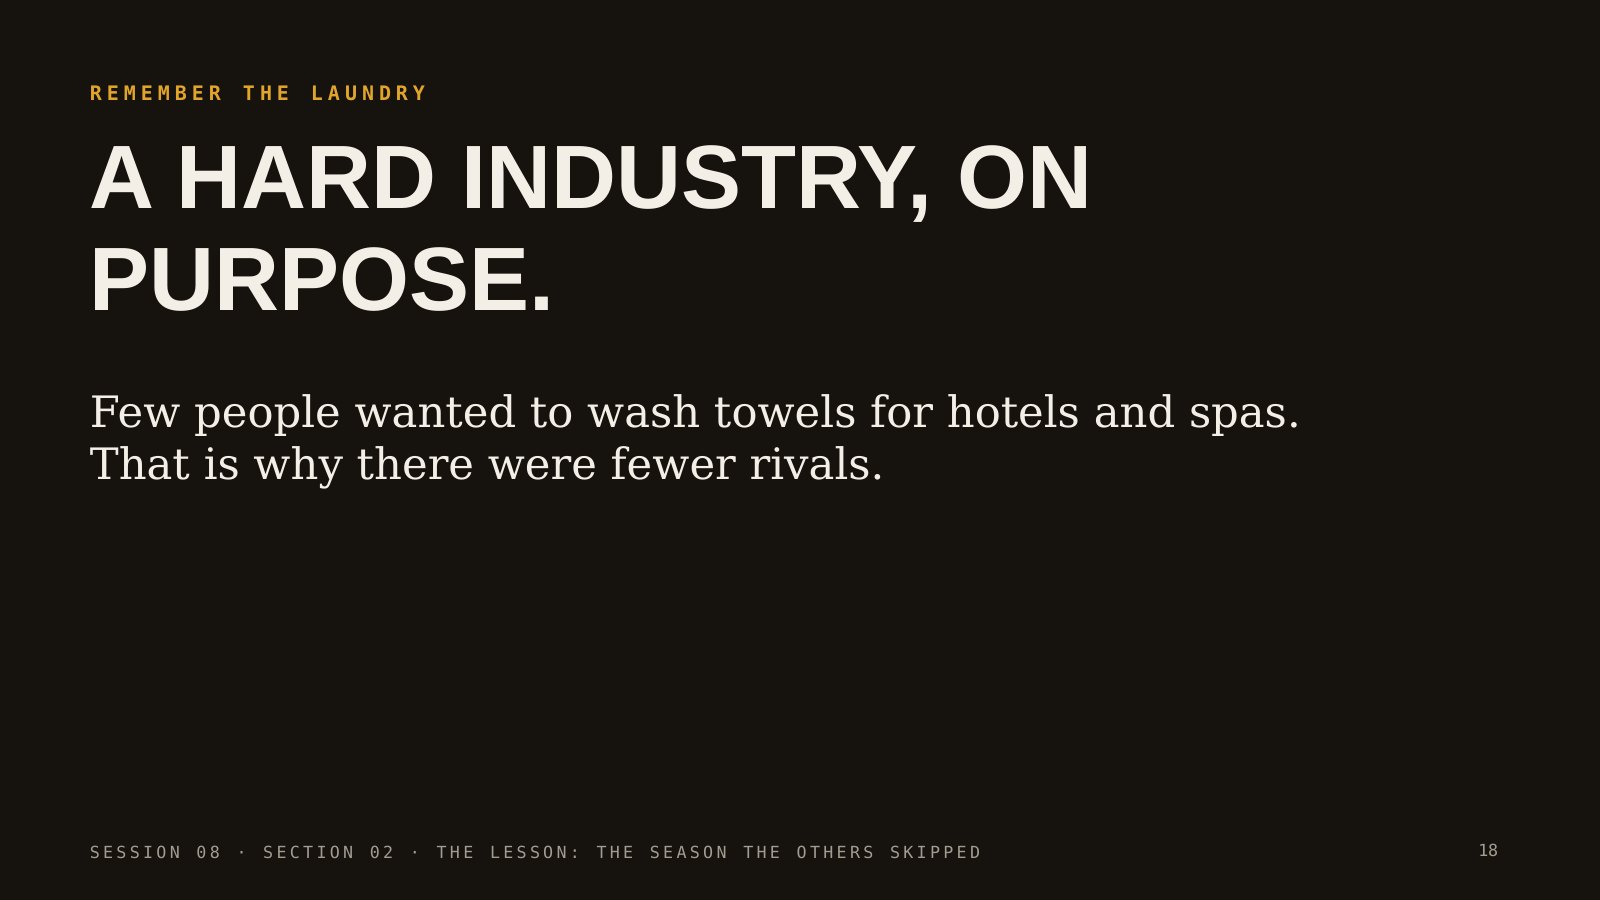 REMEMBER THE LAUNDRY
A HARD INDUSTRY, ON
PURPOSE.
Few people wanted to wash towels for hotels and spas.
That is why there were fewer rivals.
SESSION 08 · SECTION 02 · THE LESSON: THE SEASON THE OTHERS SKIPPED
18